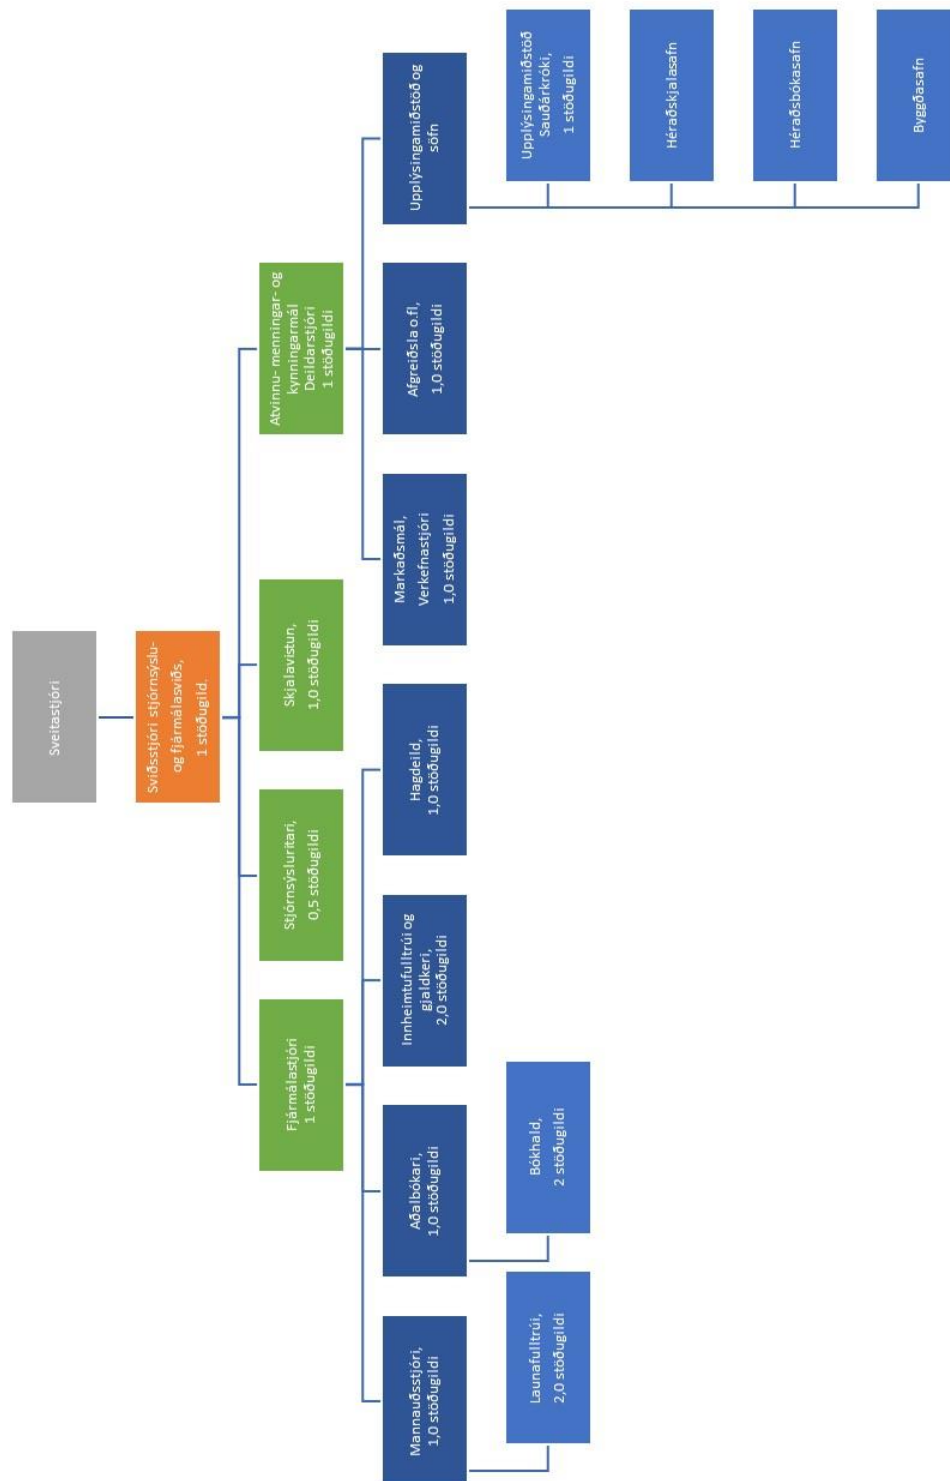 Sveitastjóri
Sviðsstjóri stjórnsýslu-
og fjármálasviðs,
1 stöðugild.
Fjármálastjóri
1 stöðugildi
Stjórnsýsluritari,
0,5 stöðugildi
Skjalavistun,
1,0 stöðugildi
Atvinnu- menningar- og
kynningarmál
Deildarstjóri
1 stöðugildi
Mannauðsstjóri,
1,0 stöðugildi
Aðalbókari,
1,0 stöðugildi
Innheimtufulltrúi og
gjaldkeri,
2,0 stöðugildi
Hagdeild,
1,0 stöðugildi
Markaðsmál,
Verkefnastjóri
1,0 stöðugildi
Afgreiðsla o.fl,
1,0 stöðugildi
Upplýsingamiðstöð og
söfn
Launafulltrúi,
2,0 stöðugildi
Bókhald,
2 stöðugildi
Upplýsingamiðstöð
Sauðárkróki,
1 stöðugildi
Héraðskjalasafn
Héraðsbókasafn
Byggðasafn